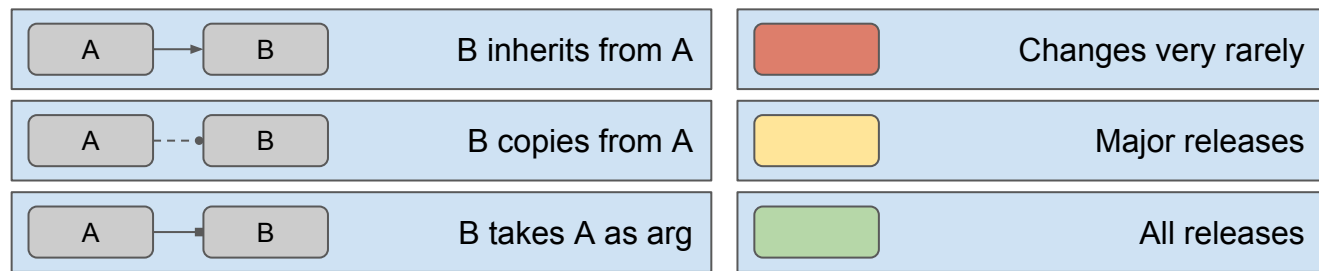 A B B inherits from A
Changes very rarely
A B B copies from A
Major releases
A B B takes A as arg
All releases